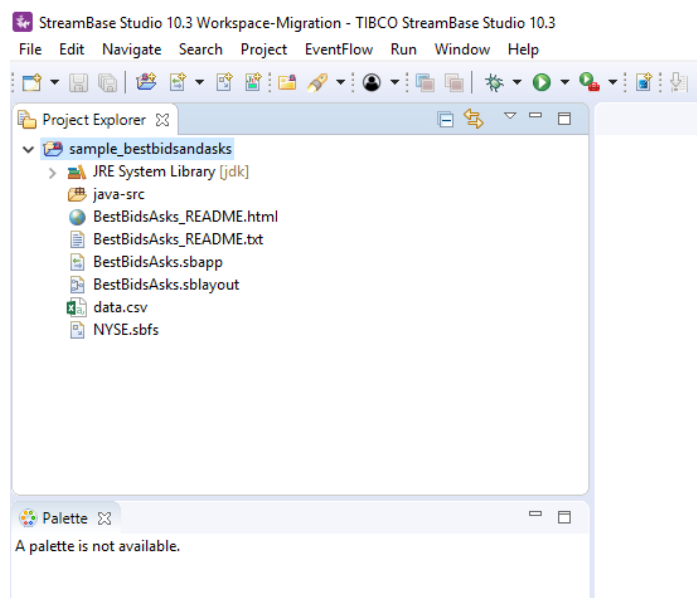 StreamBase Studio 10.3 Workspace-Migration - TIBCO StreamBase Studio 10.3
File Edit Navigate Search Project EventFlow Run Window Help
Project Explorer
sample_bestbidsandasks
JRE System Library [jdk]
java-src
BestBidsAsks_README.html
BestBidsAsks_README.txt
BestBidsAsks.sbapp
BestBidsAsks.sblayout
data.csv
NYSE.sbfs
Palette
A palette is not available.